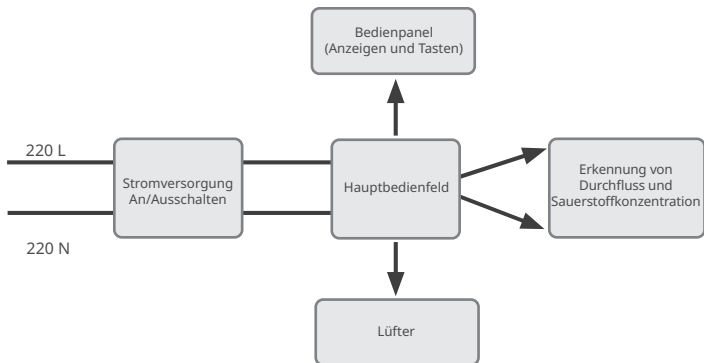 Bedienpanel
(Anzeigen und Tasten)
220 L
Stromversorgung
An/Ausschalten
Hauptbedienfeld
Erkennung von
Durchfluss und
Sauerstoffkonzentration
220 N
Lüfter